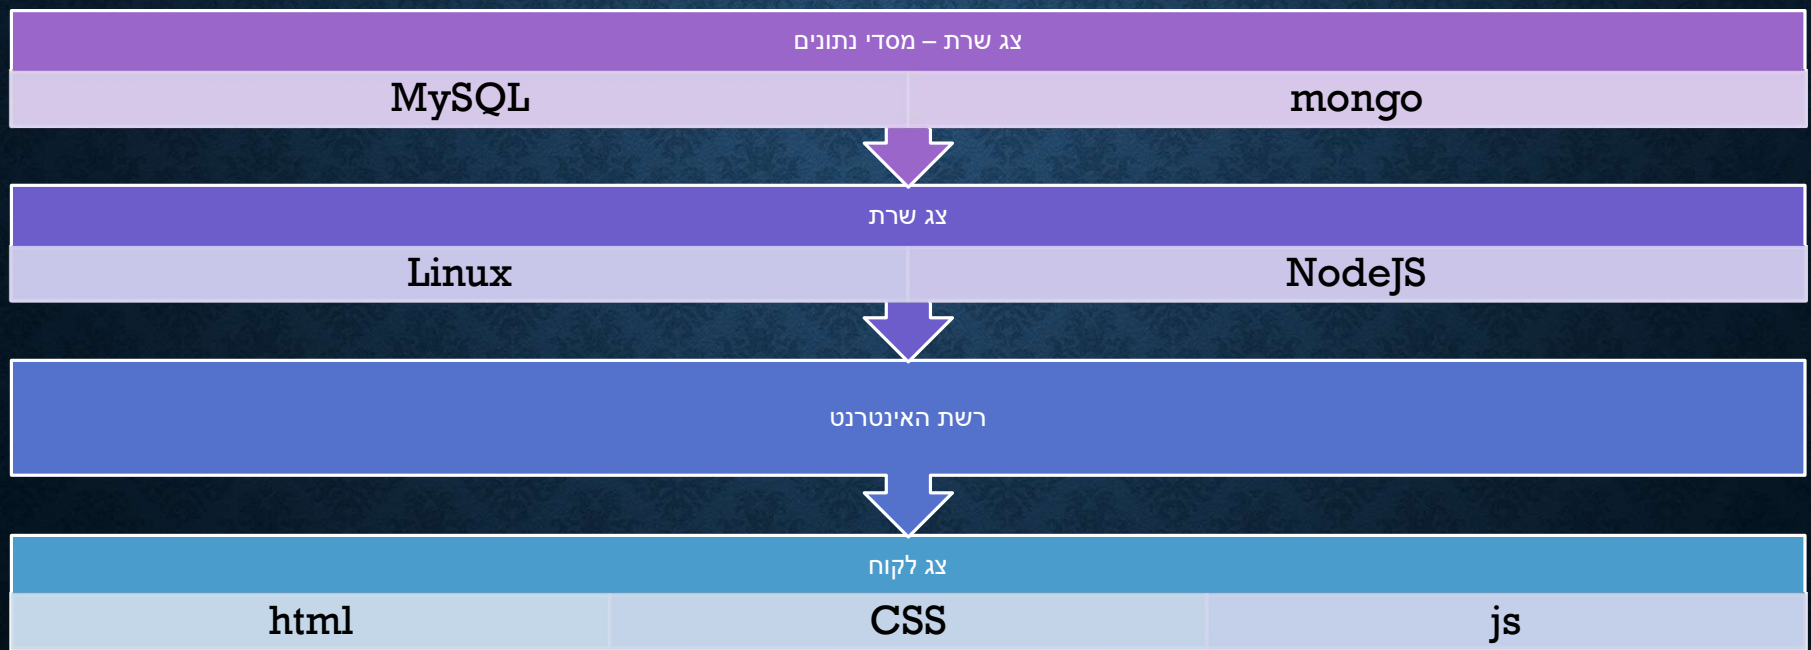 צג שרת – מסדי נתונים
MySQL
mongo
צג שרת
Linux
NodeJS
רשת האינטרנט
צג לקוח
html
CSS
js